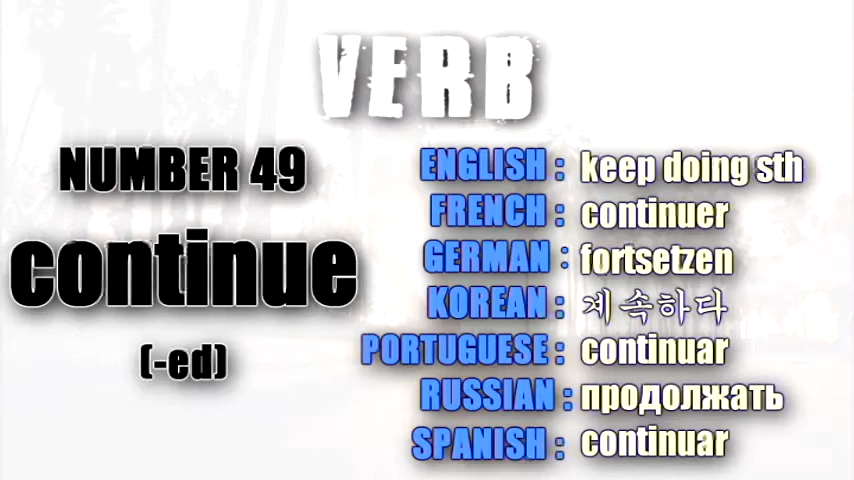 VERB
NUMBER 49
continue
(-ed)
ENGLISH : keep doing sth
FRENCH : continuer
GERMAN : fortsetzen
KOREAN : 계속하다
PORTUGUESE : continuar
RUSSIAN : продолжать
SPANISH : continuar